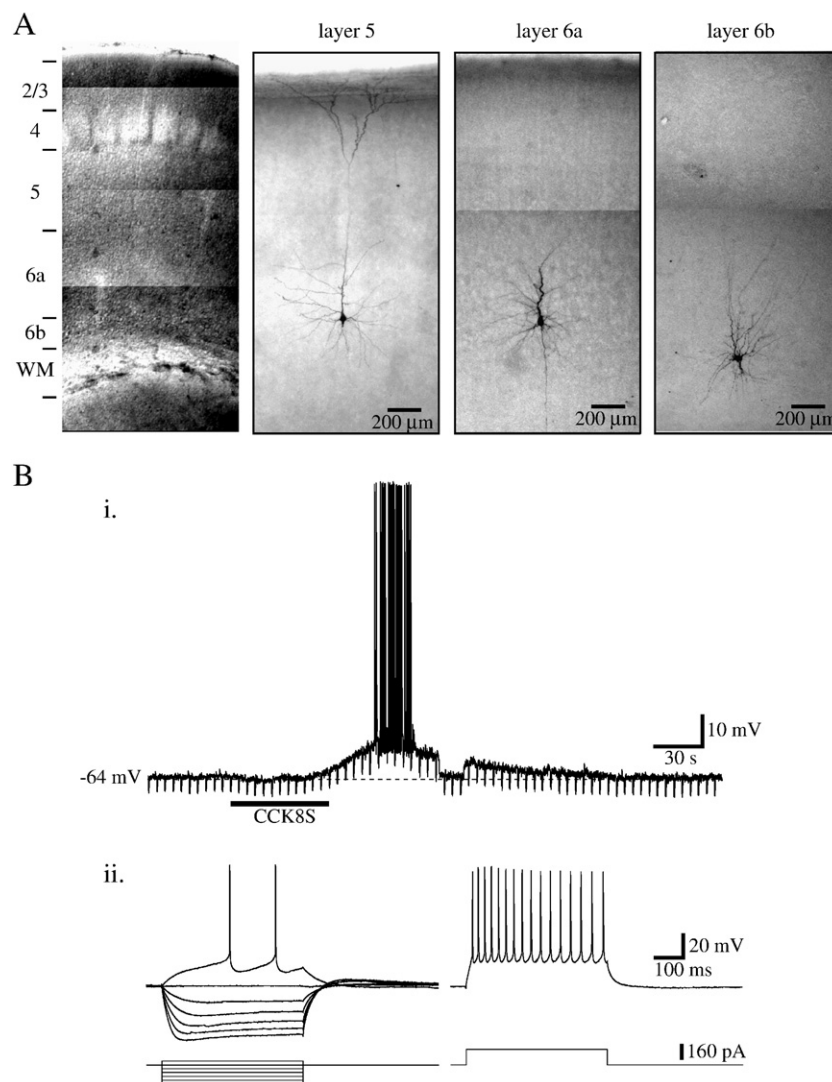 A
layer 5
layer 6a
layer 6b
2/3
4
5
6a
6b
WM
200 µm
200 µm
200 µm
B
i.
10 mV
30 s
-64 mV
CCK8S
ii.
20 mV
100 ms
160 pA